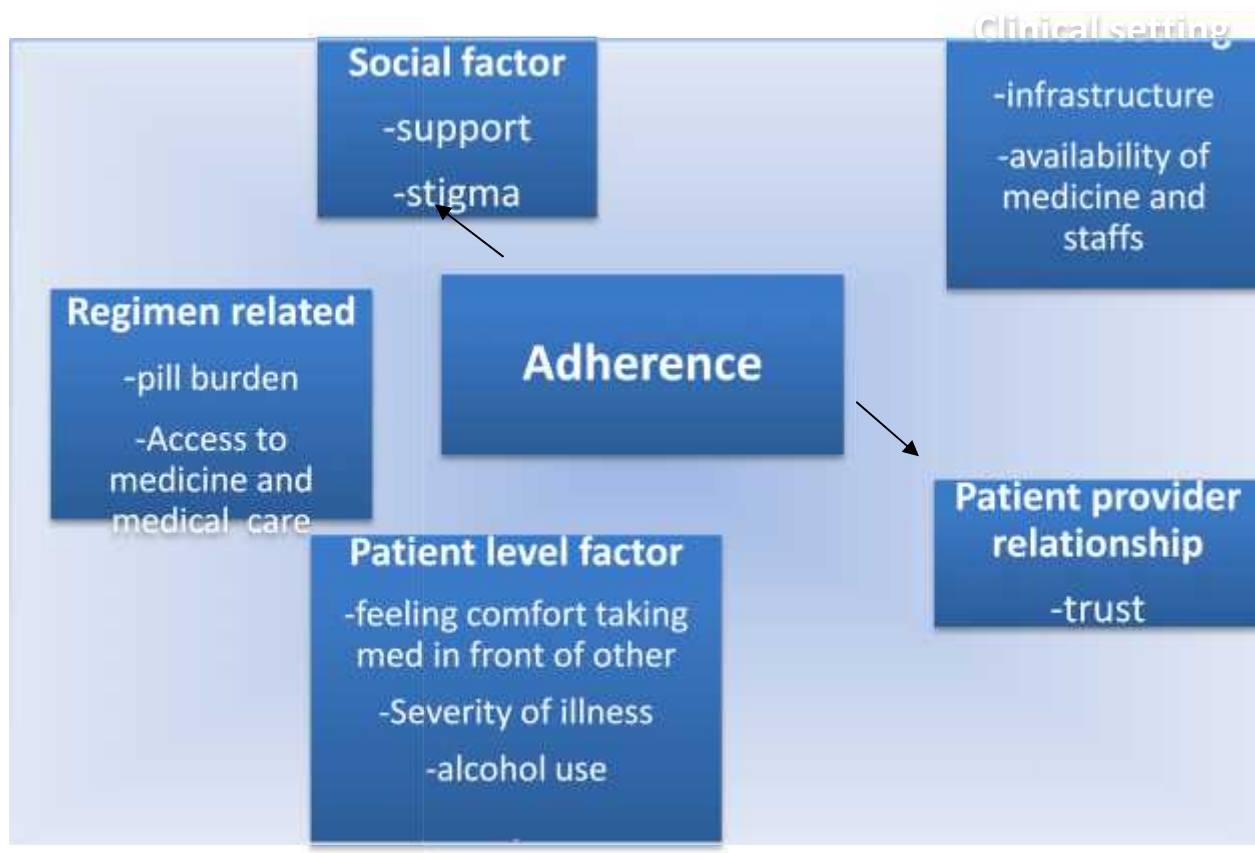 Social factor
-support
-stigma
Clinical setting
-infrastructure
-availability of
medicine and
staffs
Regimen related
-pill burden
-Access to
medicine and
medical care
Adherence
Patient provider
relationship
-trust
Patient level factor
-feeling comfort taking
med in front of other
-Severity of illness
-alcohol use